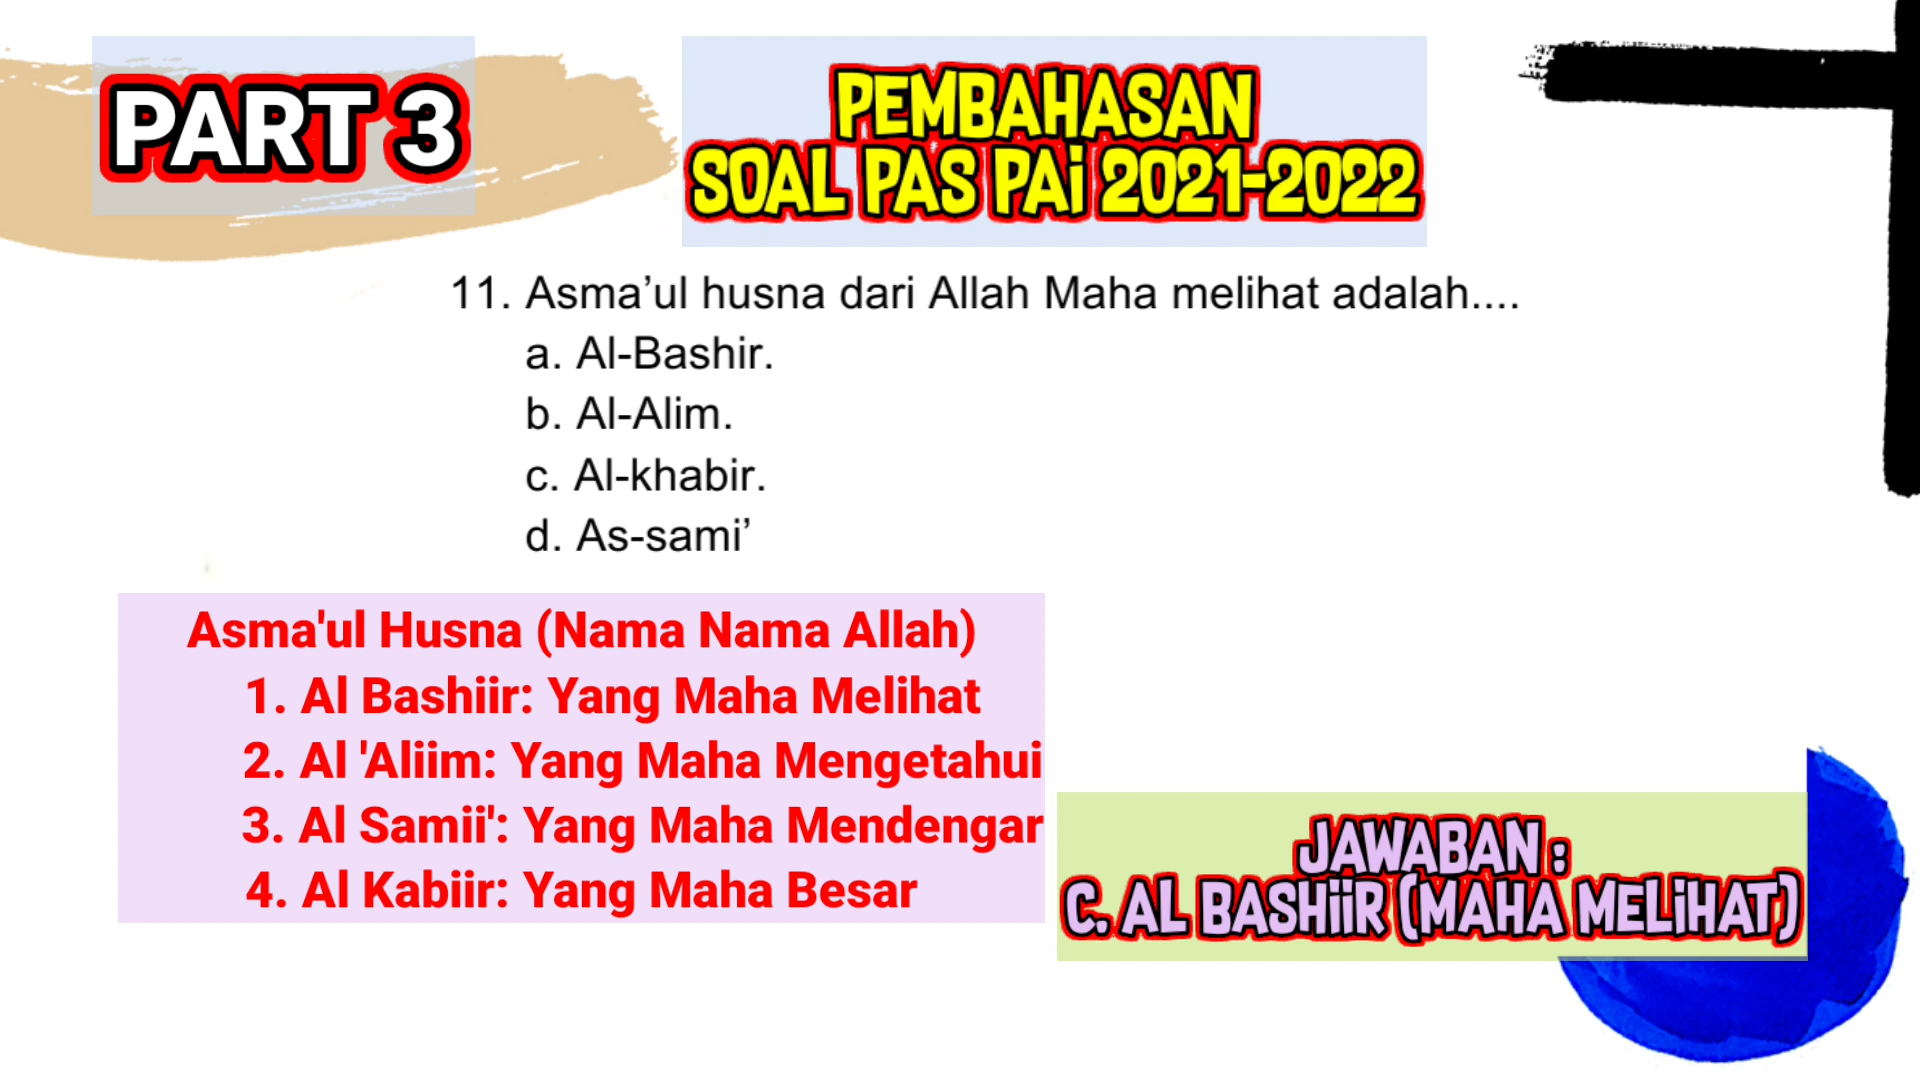 PART 3
PEMBAHASAN
SOAL PAS PAi 2021-2022
11. Asma’ul husna dari Allah Maha melihat adalah....
a. Al-Bashir.
b. Al-Alim.
c. Al-khabir.
d. As-sami’
Asma'ul Husna (Nama Nama Allah)
1. Al Bashiir: Yang Maha Melihat
2. Al 'Aliim: Yang Maha Mengetahui
3. Al Samii': Yang Maha Mendengar
4. Al Kabiir: Yang Maha Besar
JAWABAN :
C. AL BASHiiR (MAHA MELiHAT)